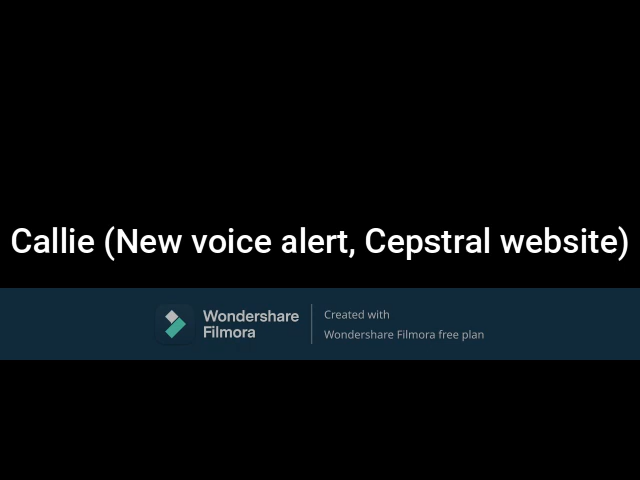 Callie (New voice alert, Cepstral website)
Wondershare
Filmora
Created with
Wondershare Filmora free plan